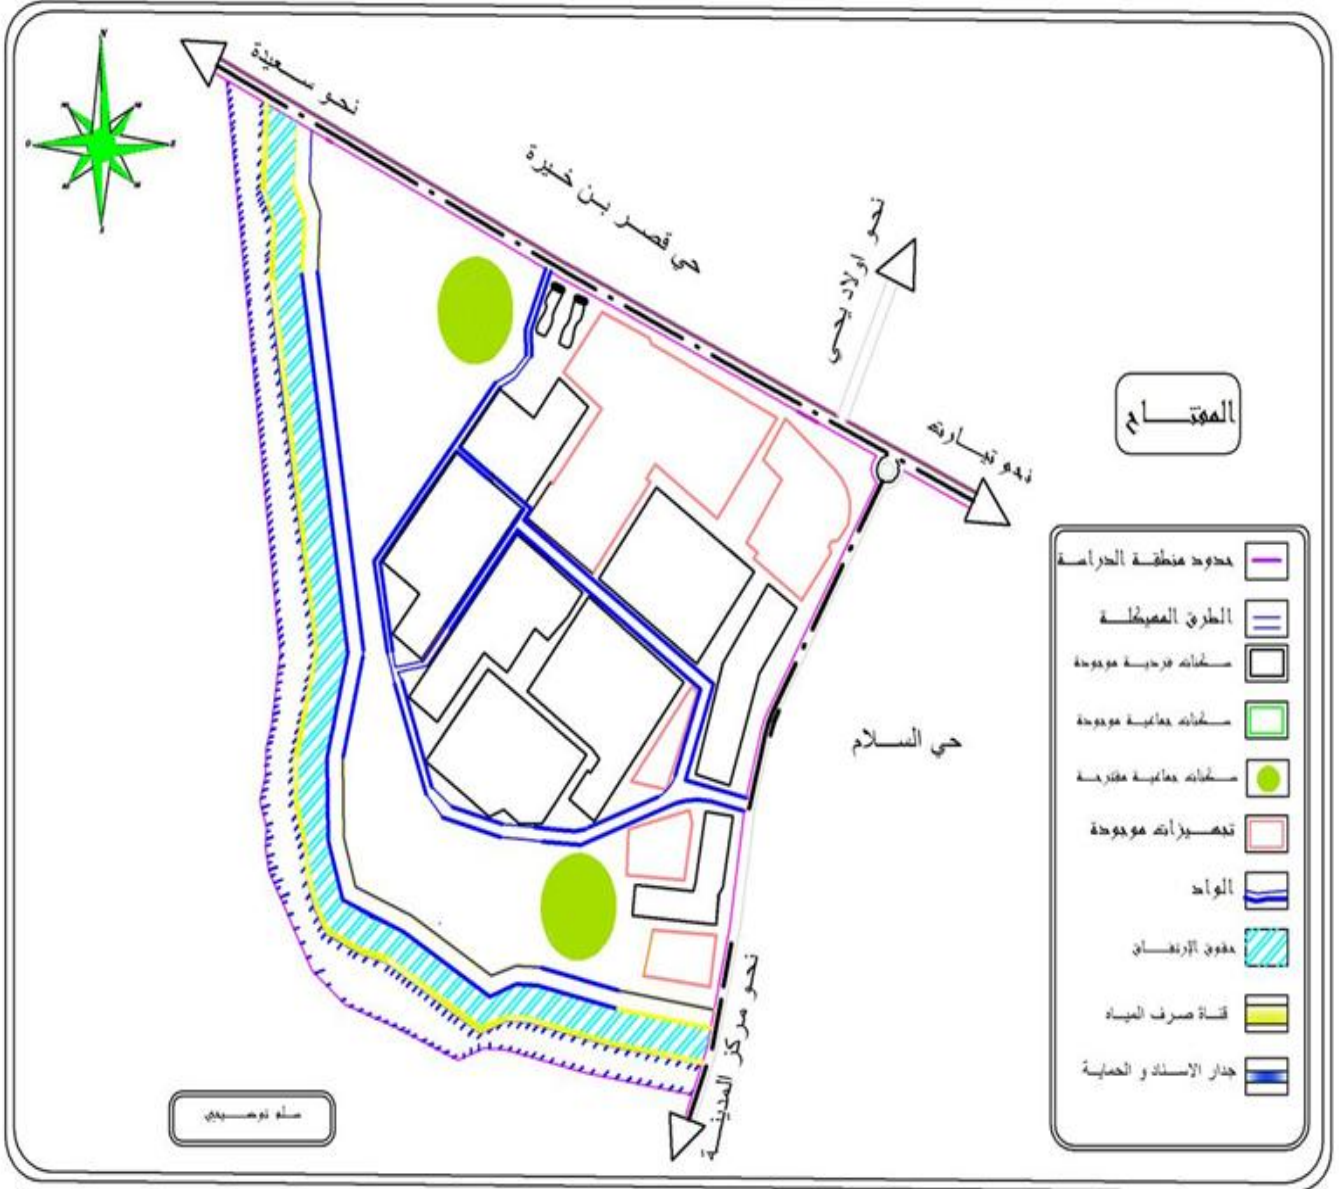 N
نحو سعيدة
حي قصر بن خيرة
نحو اولاد يحيى
نحو تيارت
المفتاح
حدود منطقة الدراسة
الطرق المهيكلة
سكنات فردية موجودة
سكنات جماعية موجودة
سكنات جماعية مقترحة
تجهيزات موجودة
الواد
حقوق الإرتفاق
قناة صرف المياه
جدار الاسناد و الحماية
حي السلام
نحو مركز المدينة
سلم توضيحي